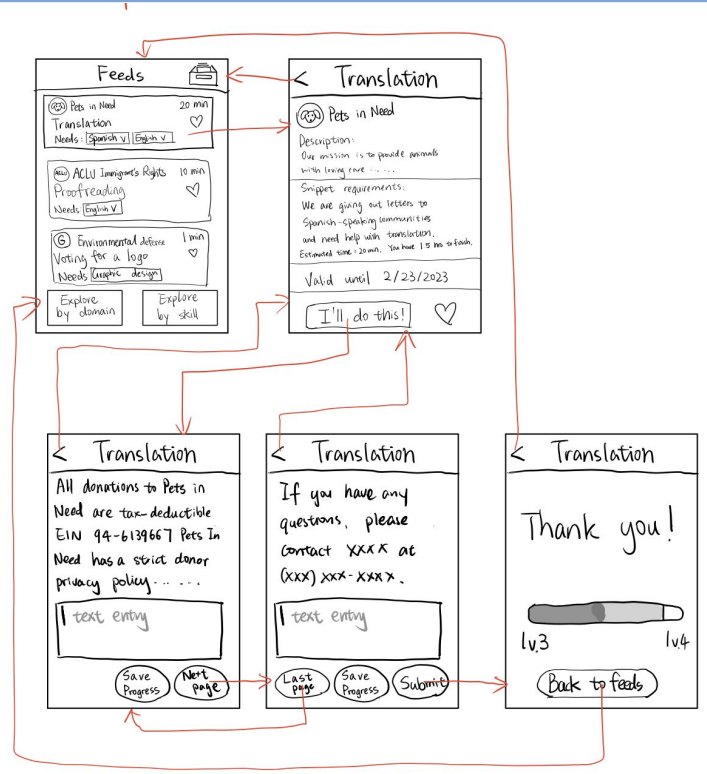 Feeds
Pets in Need 20 min
Translation
Needs: Spanish v English v
ACLU ACLU Immigrant's Rights 10 min
Proofreading
Needs English v
G Environmental defense 1 min
Voting for a logo
Needs Graphic design
Explore by domain
Explore by skill
< Translation
Pets in Need
Description:
Our mission is to provide animals
with loving care ......
Snippet requirements:
We are giving out letters to
Spanish-speaking communities
and need help with translation.
Estimated time: 20 min. You have 1.5 hrs to finish.
Valid until 2/23/2023
I'll do this!
< Translation
All donations to Pets in
Need are tax-deductible
EIN 94-6139667 Pets In
Need has a strict donor
privacy policy......
text entry
Save
Progress
Next
page
< Translation
If you have any
questions, please
contact xxxx at
(xxx) xxx-xxxx.
text entry
Last
page
Save
Progress
Submit
< Translation
Thank you!
lv.3 lv.4
Back to feeds